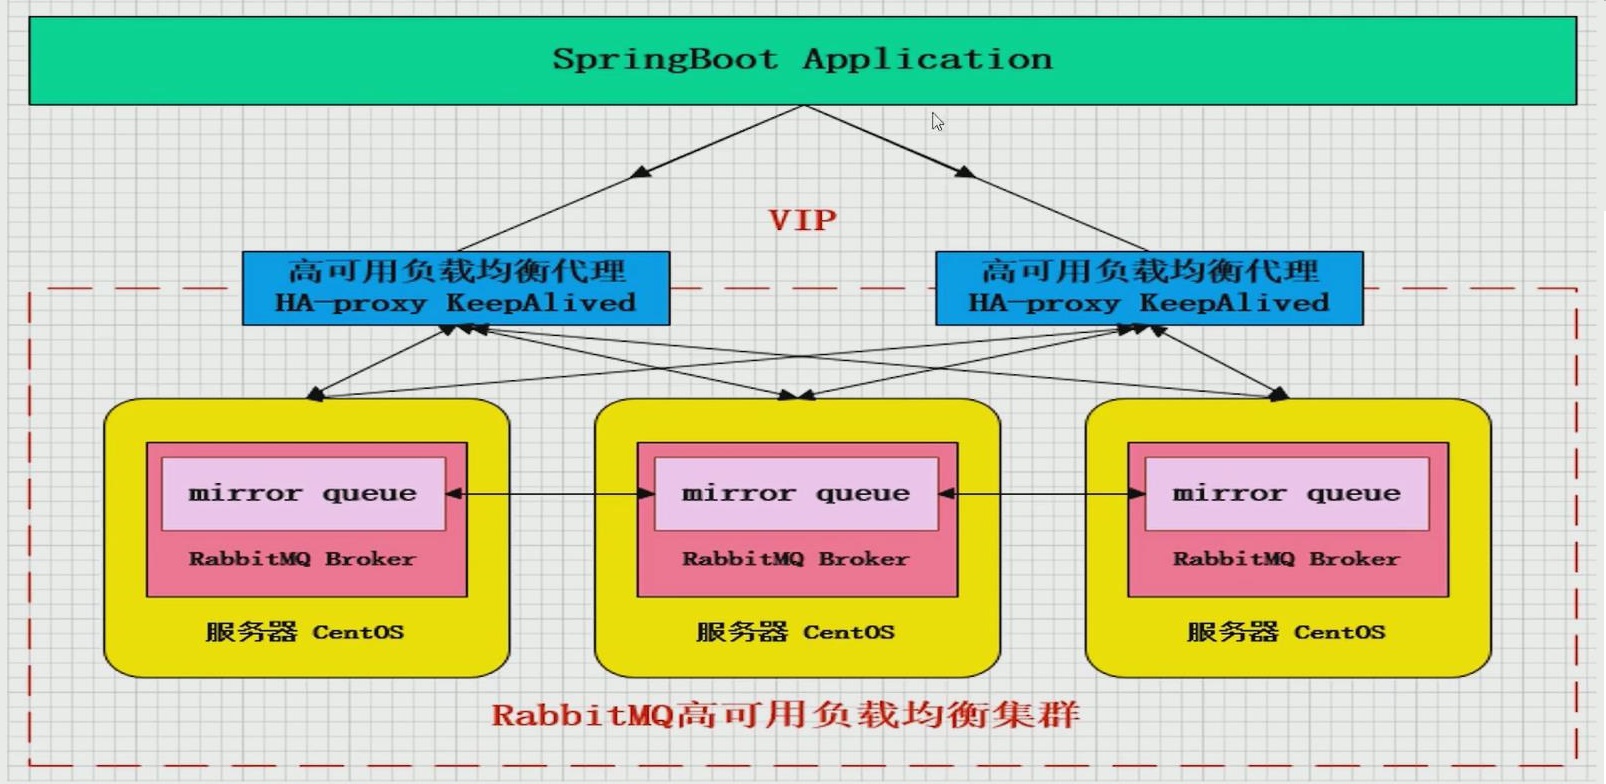 SpringBoot Application
VIP
高可用负载均衡代理
HA-proxy KeepAlived
高可用负载均衡代理
HA-proxy KeepAlived
mirror queue
RabbitMQ Broker
服务器 CentOS
mirror queue
RabbitMQ Broker
服务器 CentOS
mirror queue
RabbitMQ Broker
服务器 CentOS
RabbitMQ高可用负载均衡集群